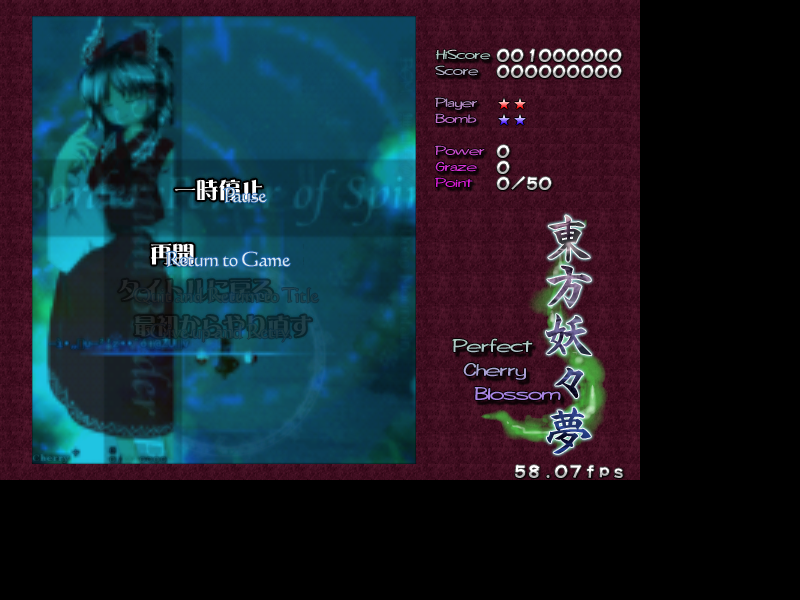 HiScore 001000000
Score 000000000
Player
Bomb
Power 0
Graze 0
Point 0/50
一時停止
Pause
再開
Return to Game
タイトルに戻る
Title
最初からやり直す
東方妖々夢
Perfect
Cherry
Blossom
58.07fps